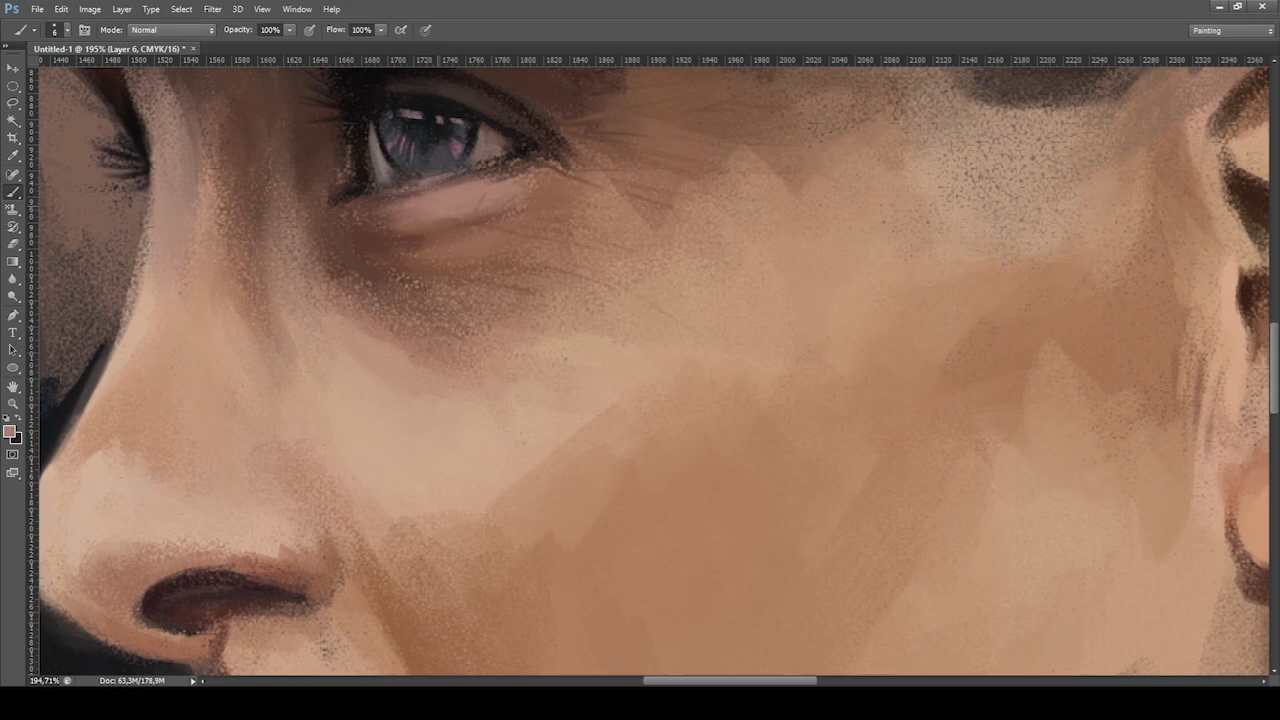 Ps File Edit Image Layer Type Select Filter 3D View Window Help
6 Mode: Normal Opacity: 100% Flow: 100% Painting
Untitled-1 @ 195% (Layer 6, CMYK/16) * ×
0 1440 1460 1480 1500 1520 1540 1560 1580 1600 1620 1640 1660 1680 1700 1720 1740 1760 1780 1800 1820 1840 1860 1880 1900 1920 1940 1960 1980 2000 2020 2040 2060 2080 2100 2120 2140 2160 2180 2200 2220 2240 2260 2280 2300 2320 2340 2360
194,71% Doc: 63,3M/178,9M